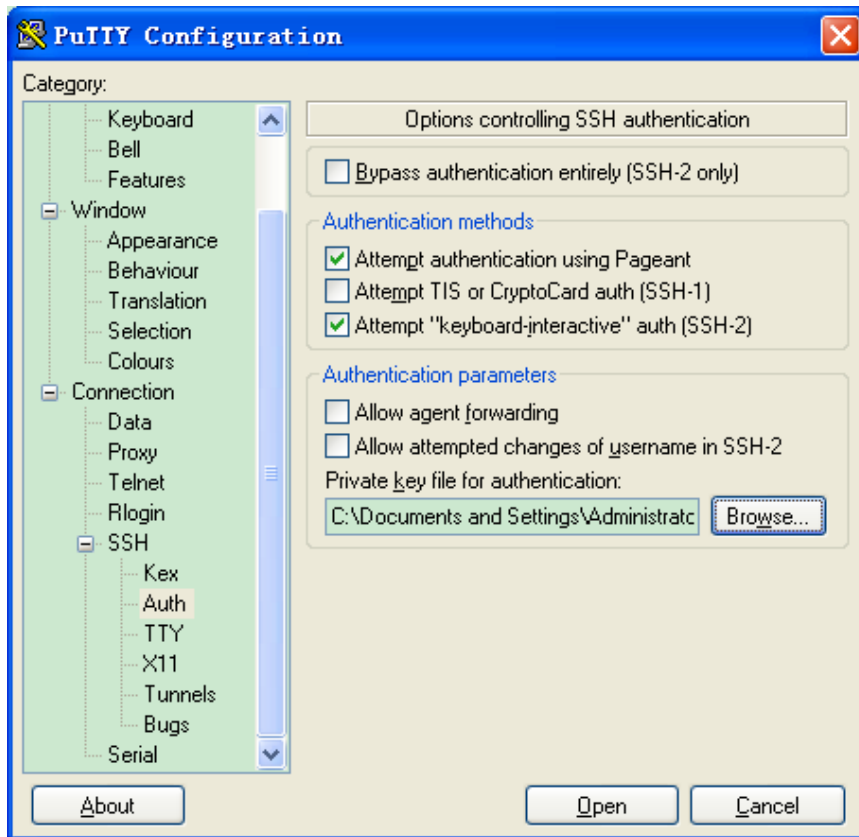 PuTTY Configuration
Category:
Keyboard
Bell
Features
Window
Appearance
Behaviour
Translation
Selection
Colours
Connection
Data
Proxy
Telnet
Rlogin
SSH
Kex
Auth
TTY
X11
Tunnels
Bugs
Serial
Options controlling SSH authentication
Bypass authentication entirely (SSH-2 only)
Authentication methods
Attempt authentication using Pageant
Attempt TIS or CryptoCard auth (SSH-1)
Attempt "keyboard-interactive" auth (SSH-2)
Authentication parameters
Allow agent forwarding
Allow attempted changes of username in SSH-2
Private key file for authentication:
C:\Documents and Settings\Administratc Browse...
About Open Cancel